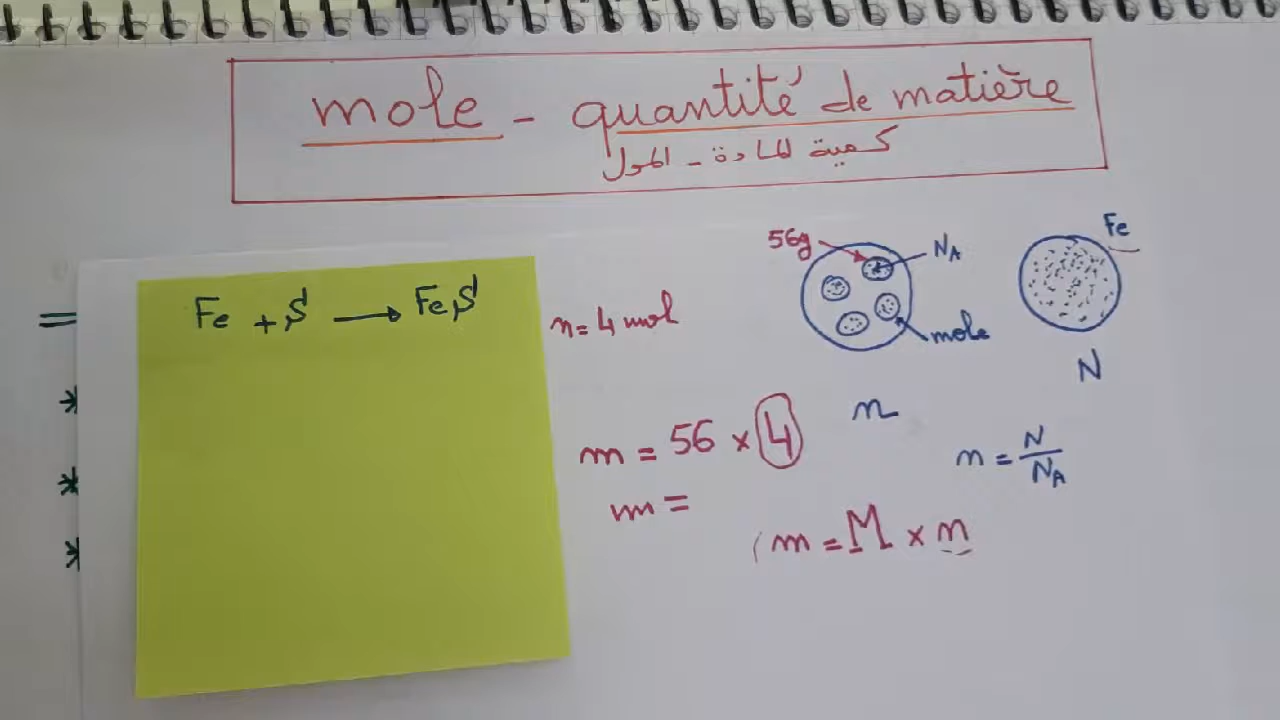 mole - quantité de matière
كمية المادة - المول
Fe + S → FeS
n = 4 mol
56g
NA
mole
Fe
N
n
m = 56 × 4
n = N / NA
m =
m = M × n
=
*
*
*